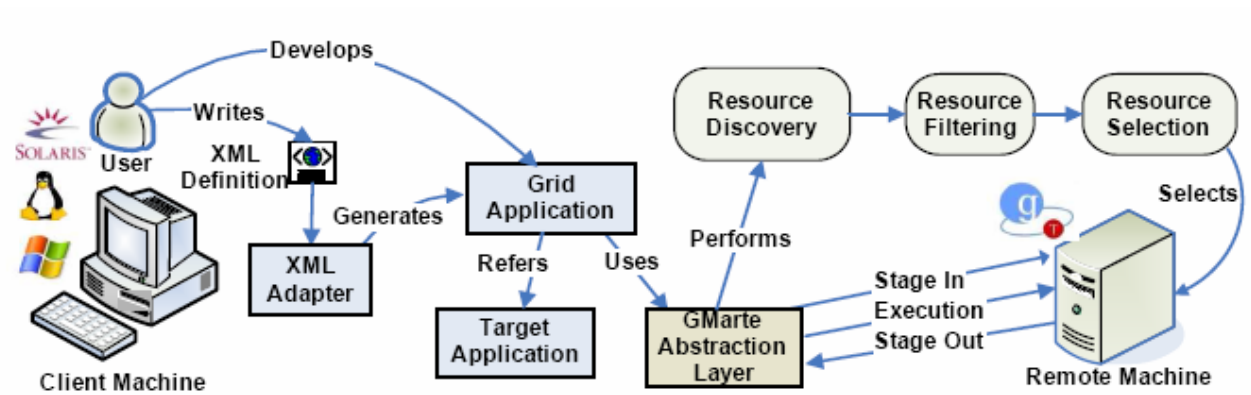 Develops
Writes
SOLARIS™
User
XML
Definition
Generates
XML
Adapter
Client Machine
Grid
Application
Refers
Uses
Target
Application
GMarte
Abstraction
Layer
Performs
Resource
Discovery
Resource
Filtering
Resource
Selection
Selects
g
T
Stage In
Execution
Stage Out
Remote Machine